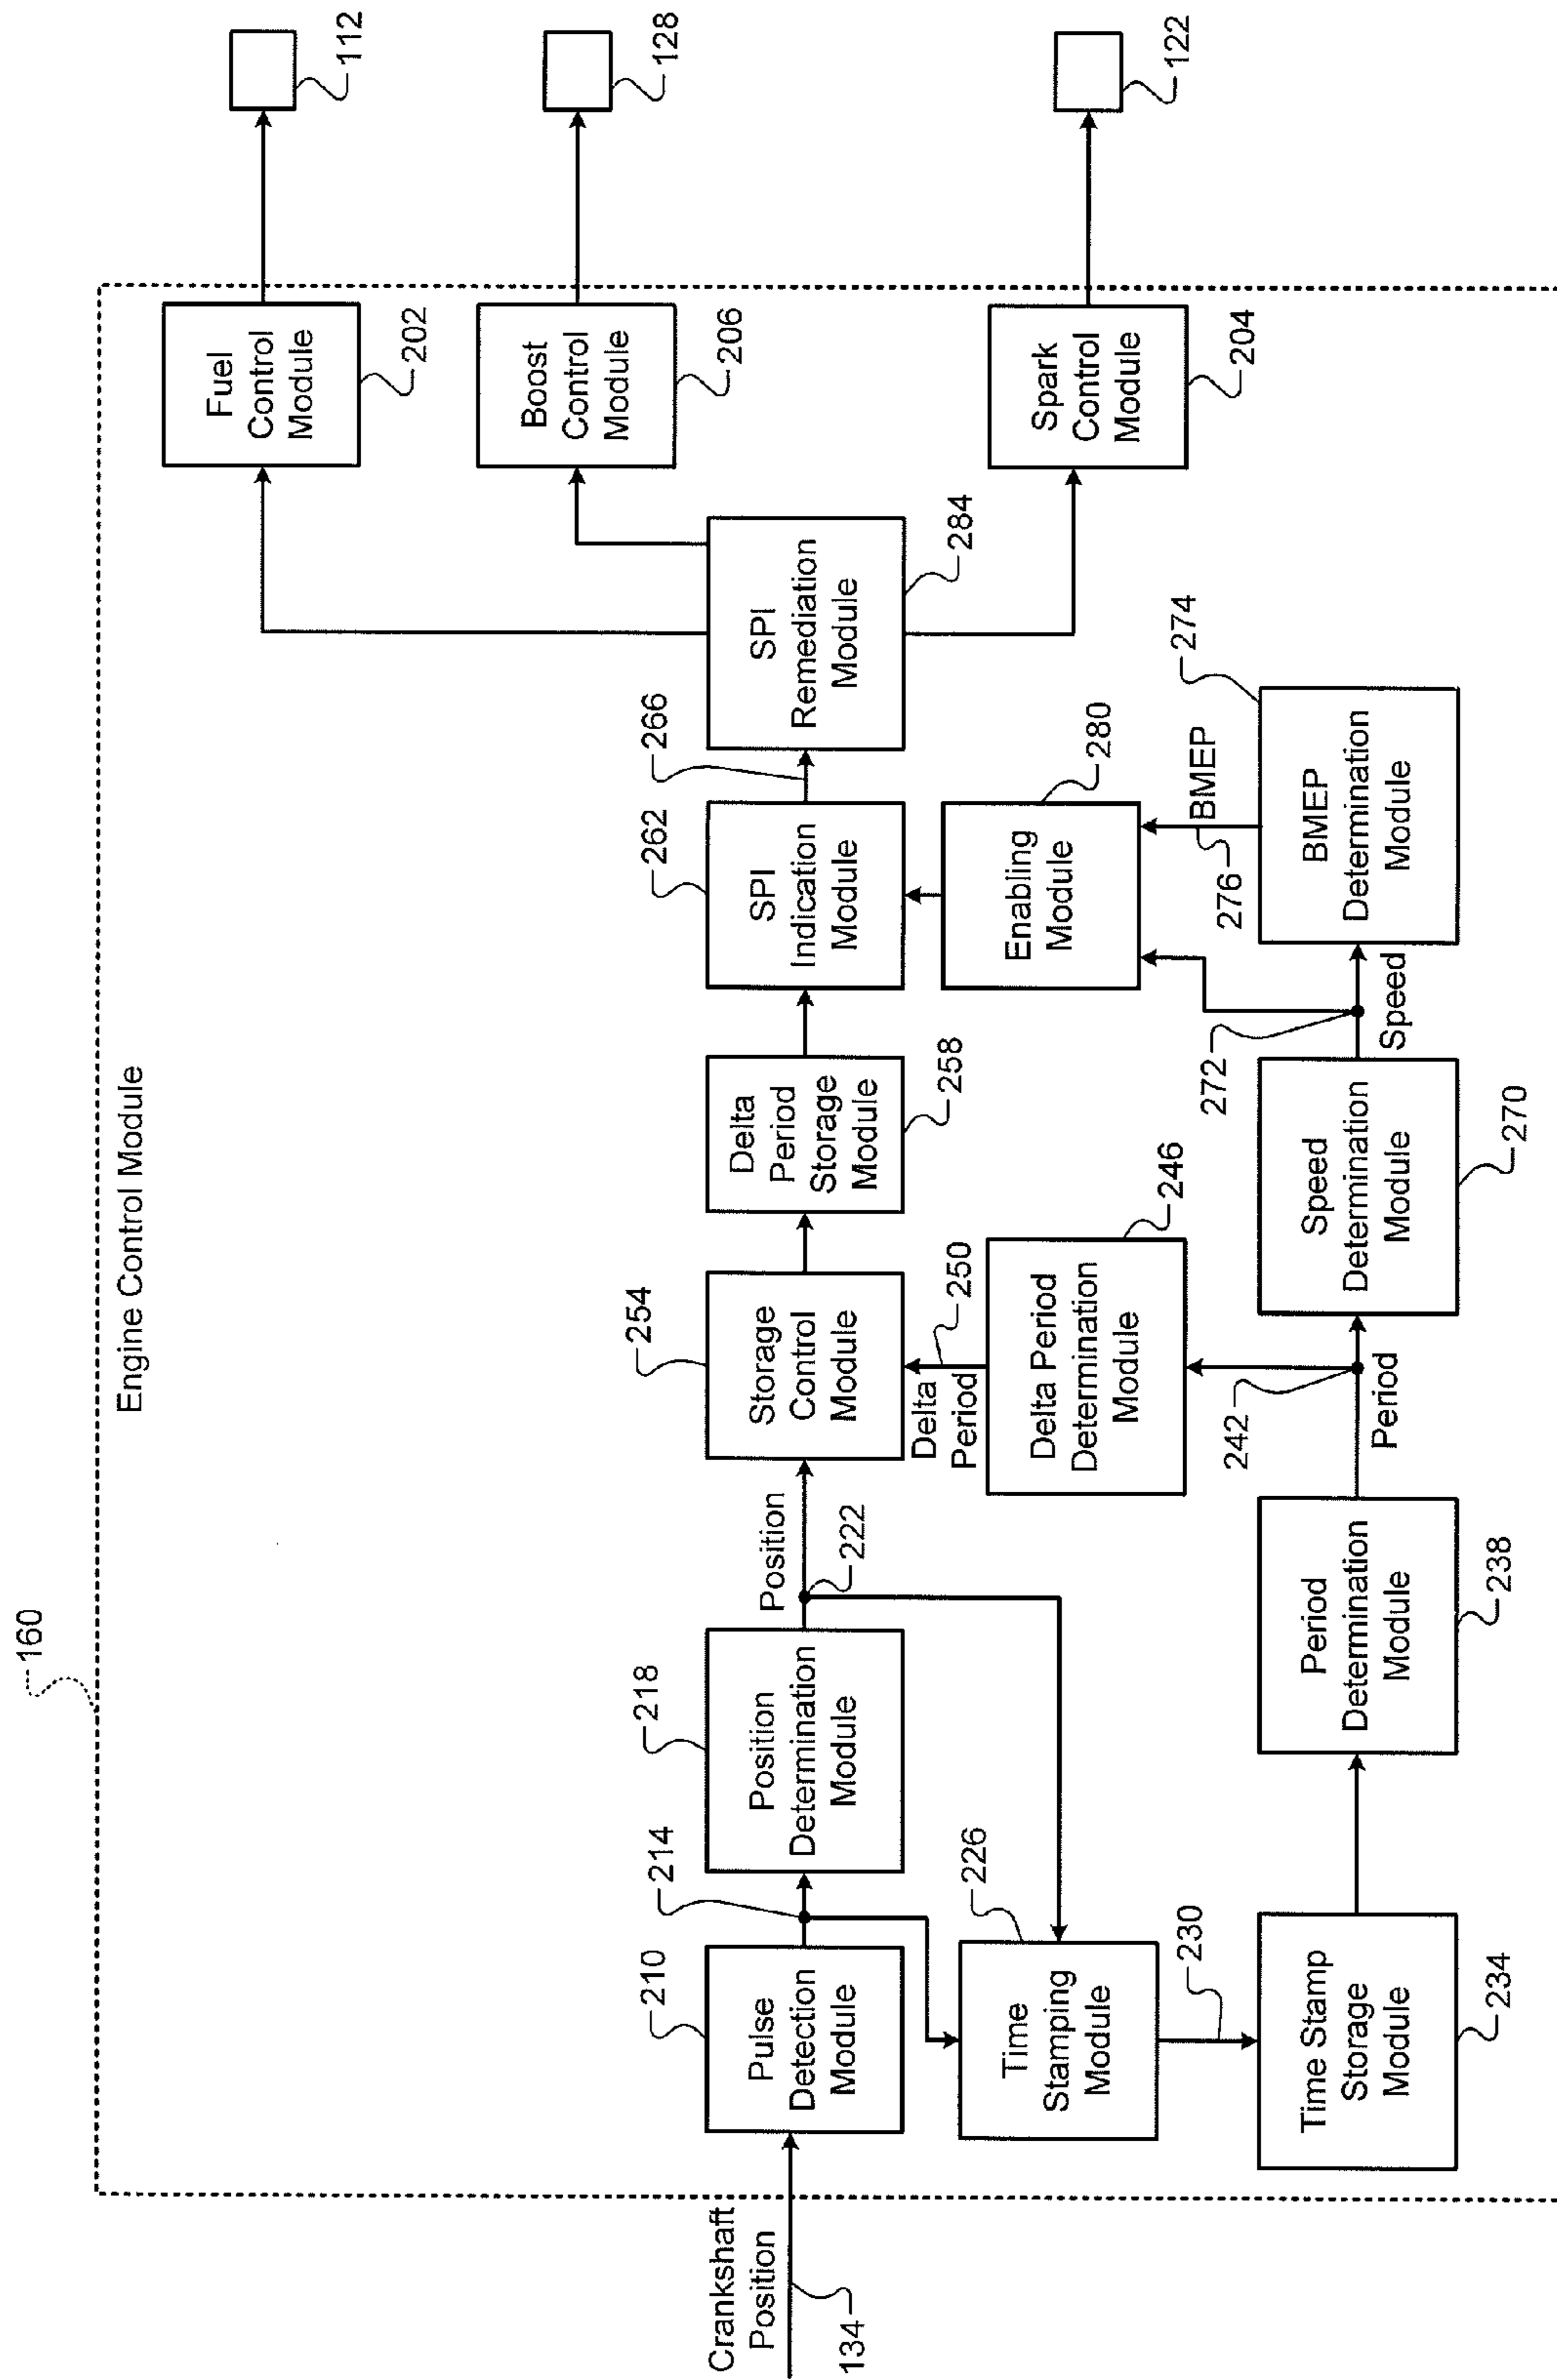 160
Engine Control Module
Fuel
Control
Module
202
112
Boost
Control
Module
206
128
Spark
Control
Module
204
122
Crankshaft
Position
134
210
Pulse
Detection
Module
214
218
Position
Determination
Module
Position
222
254
Storage
Control
Module
Delta
Period
Storage
Module
258
262
SPI
Indication
Module
266
SPI
Remediation
Module
284
226
Time
Stamping
Module
230
Delta
Period
250
246
Delta Period
Determination
Module
280
Enabling
Module
BMEP
276
274
Time Stamp
Storage
Module
234
Period
Determination
Module
238
242
Period
Speed
Determination
Module
270
272
Speed
BMEP
Determination
Module